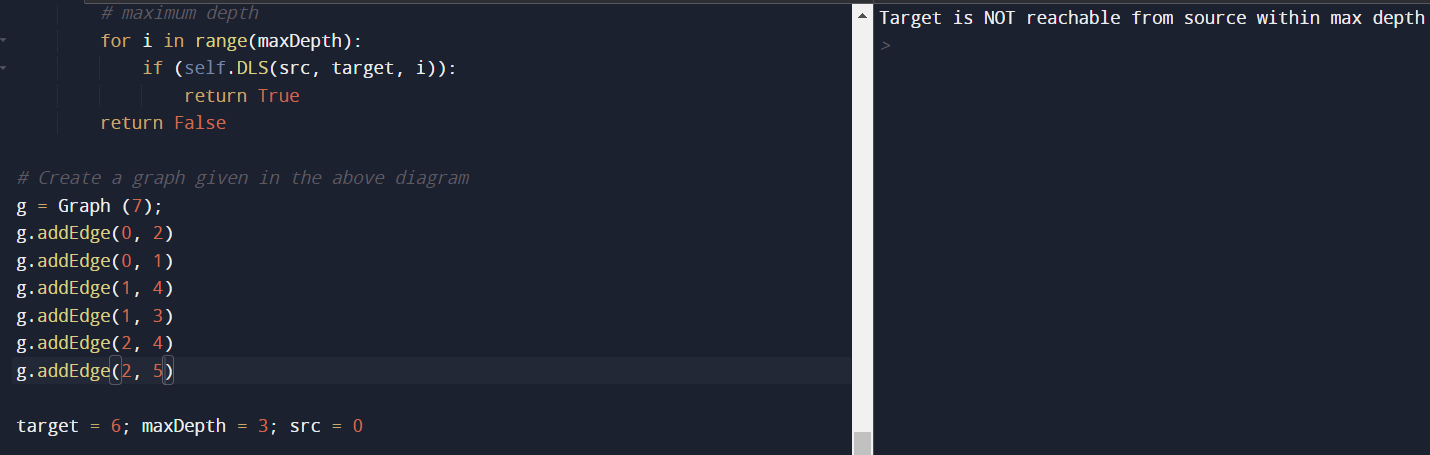 # maximum depth
for i in range(maxDepth):
if (self.DLS(src, target, i)):
return True
return False
# Create a graph given in the above diagram
g = Graph (7);
g.addEdge(0, 2)
g.addEdge(0, 1)
g.addEdge(1, 4)
g.addEdge(1, 3)
g.addEdge(2, 4)
g.addEdge(2, 5)
target = 6; maxDepth = 3; src = 0
Target is NOT reachable from source within max depth
>